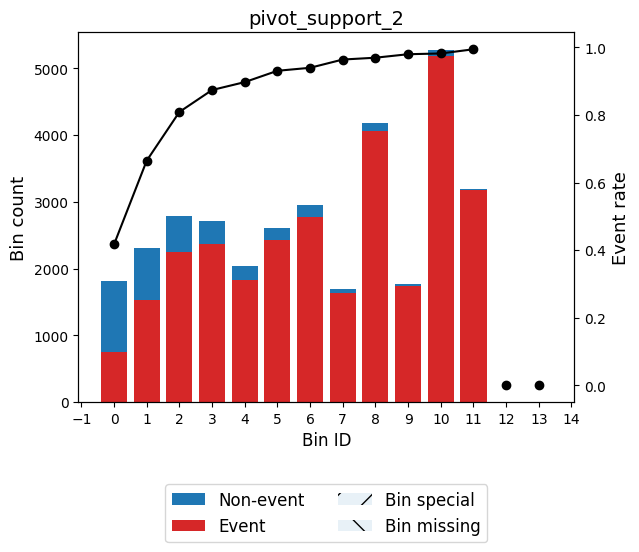 pivot_support_2
Bin count
5000
4000
3000
2000
1000
0
1.0
0.8
0.6
0.4
0.2
0.0
Event rate
−1 0 1 2 3 4 5 6 7 8 9 10 11 12 13 14
Bin ID
Non-event
Event
Bin special
Bin missing